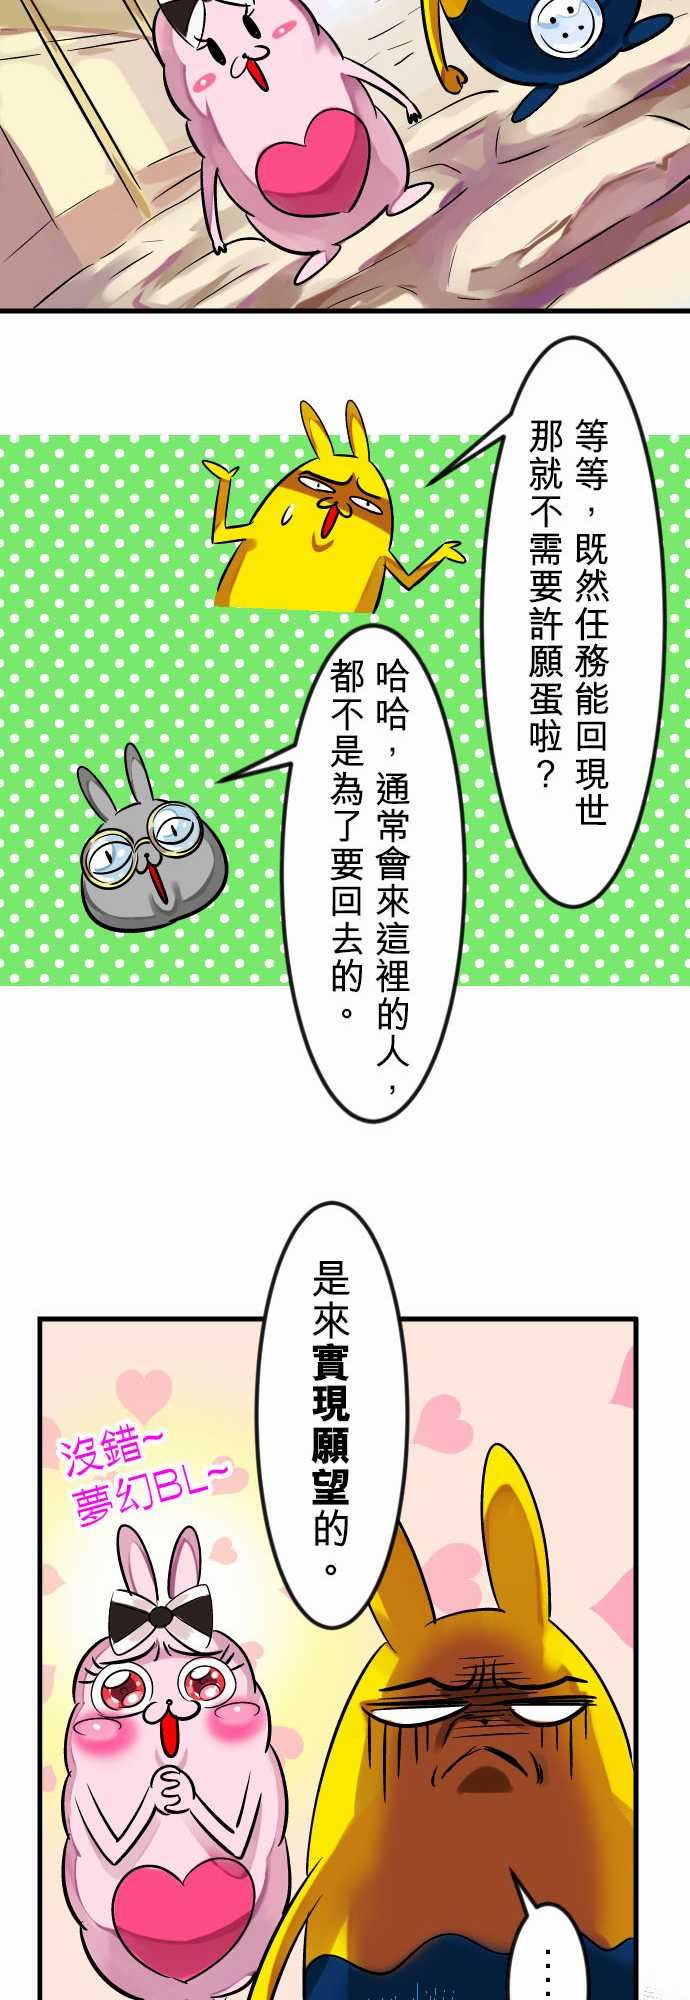 等等，既然任務能回現世
那就不需要許願蛋啦？
哈哈，通常會來這裡的人，
都不是為了要回去的。
是來實現願望的。
沒錯~
夢幻BL~
……